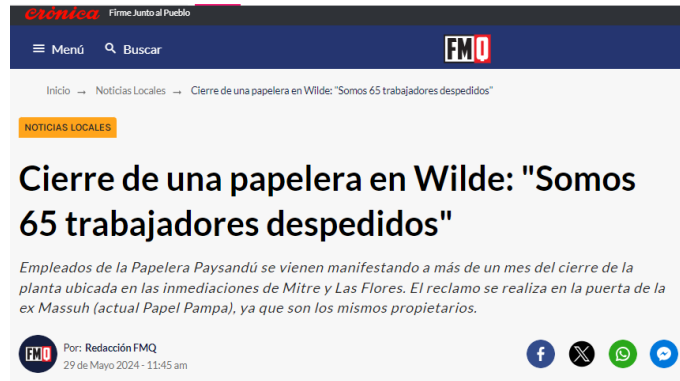 Crónica Firme Junto al Pueblo
Menú Buscar FMQ
Inicio → Noticias Locales → Cierre de una papelera en Wilde: "Somos 65 trabajadores despedidos"
NOTICIAS LOCALES
Cierre de una papelera en Wilde: "Somos
65 trabajadores despedidos"
Empleados de la Papelera Paysandú se vienen manifestando a más de un mes del cierre de la
planta ubicada en las inmediaciones de Mitre y Las Flores. El reclamo se realiza en la puerta de la
ex Massuh (actual Papel Pampa), ya que son los mismos propietarios.
FMQ Por: Redacción FMQ
29 de Mayo 2024 - 11:45 am